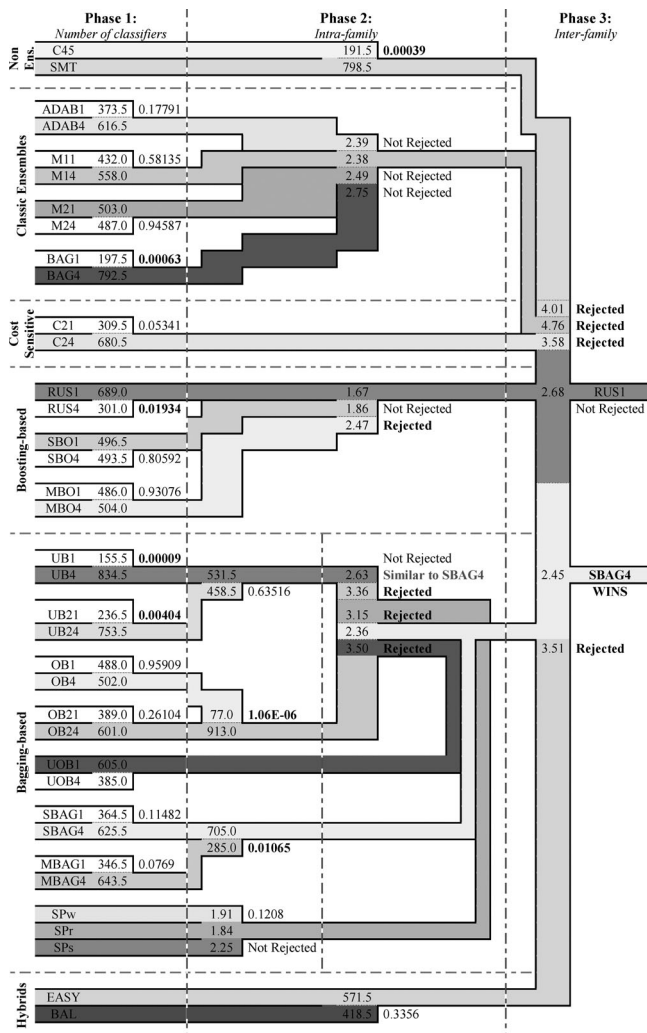 Phase 1: Phase 2: Phase 3:
Number of classifiers Intra-family Inter-family
Non Ens.
C45 191.5 0.00039
SMT 798.5
Classic Ensembles
ADAB1 373.5 0.17791
ADAB4 616.5
2.39 Not Rejected
M11 432.0 0.58135 2.38
M14 558.0 2.49 Not Rejected
2.75 Not Rejected
M21 503.0
M24 487.0 0.94587
BAG1 197.5 0.00063
BAG4 792.5
Cost Sensitive
4.01 Rejected
C21 309.5 0.05341 4.76 Rejected
C24 680.5 3.58 Rejected
Boosting-based
RUS1 689.0 1.67 2.68 RUS1
RUS4 301.0 0.01934 1.86 Not Rejected Not Rejected
2.47 Rejected
SBO1 496.5
SBO4 493.5 0.80592
MBO1 486.0 0.93076
MBO4 504.0
Bagging-based
UB1 155.5 0.00009 Not Rejected
UB4 834.5 531.5 2.63 Similar to SBAG4 2.45 SBAG4
458.5 0.63516 3.36 Rejected WINS
UB21 236.5 0.00404 3.15 Rejected
UB24 753.5 2.36
3.50 Rejected 3.51 Rejected
OB1 488.0 0.95909
OB4 502.0
OB21 389.0 0.26104 77.0 1.06E-06
OB24 601.0 913.0
UOB1 605.0
UOB4 385.0
SBAG1 364.5 0.11482
SBAG4 625.5 705.0
285.0 0.01065
MBAG1 346.5 0.0769
MBAG4 643.5
SPw 1.91 0.1208
SPr 1.84
SPs 2.25 Not Rejected
Hybrids
EASY 571.5
BAL 418.5 0.3356